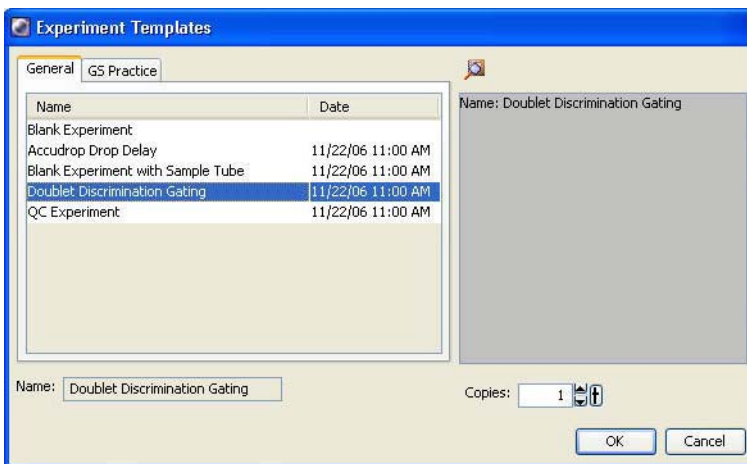 Experiment Templates
General GS Practice
Name Date
Name: Doublet Discrimination Gating
Blank Experiment
Accudrop Drop Delay 11/22/06 11:00 AM
Blank Experiment with Sample Tube 11/22/06 11:00 AM
Doublet Discrimination Gating 11/22/06 11:00 AM
QC Experiment 11/22/06 11:00 AM
Name: Doublet Discrimination Gating
Copies: 1
OK Cancel